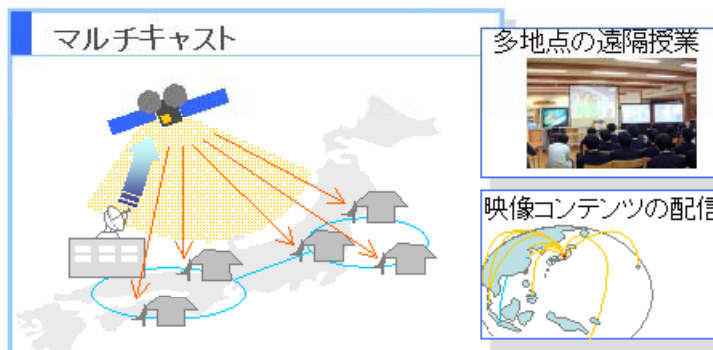 マルチキャスト
多地点の遠隔授業
映像コンテンツの配信